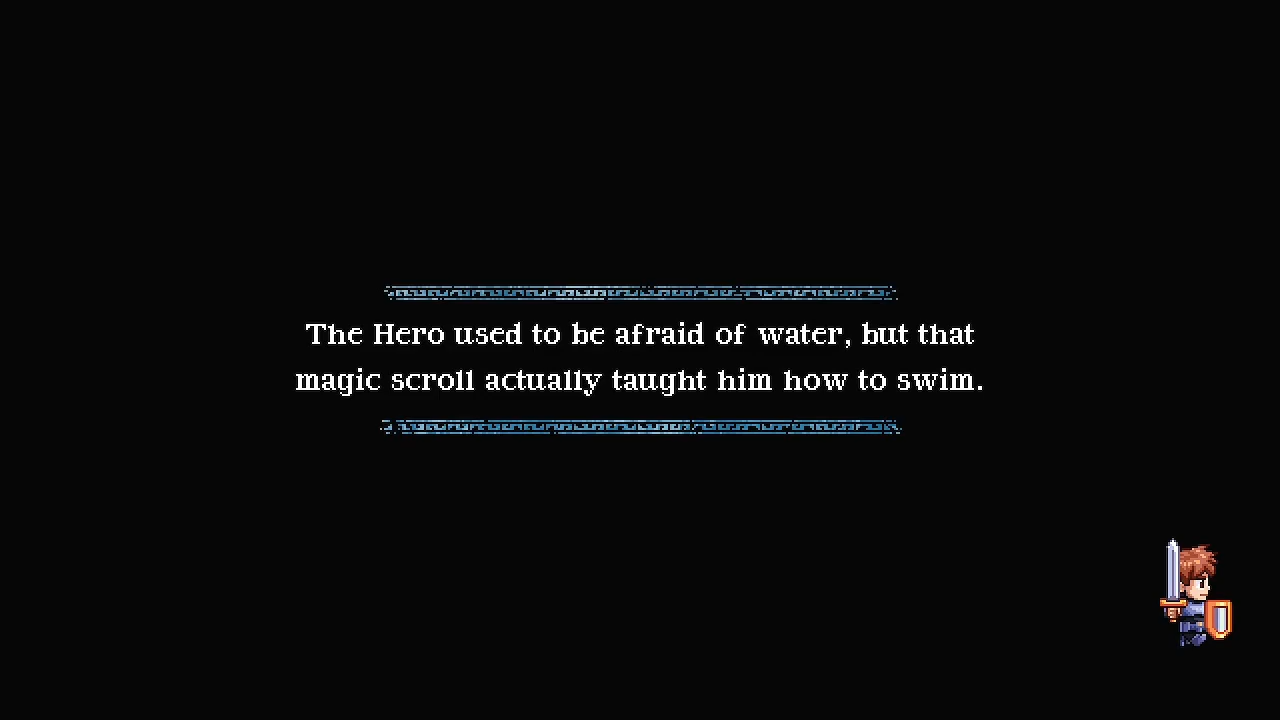 The Hero used to be afraid of water, but that
magic scroll actually taught him how to swim.